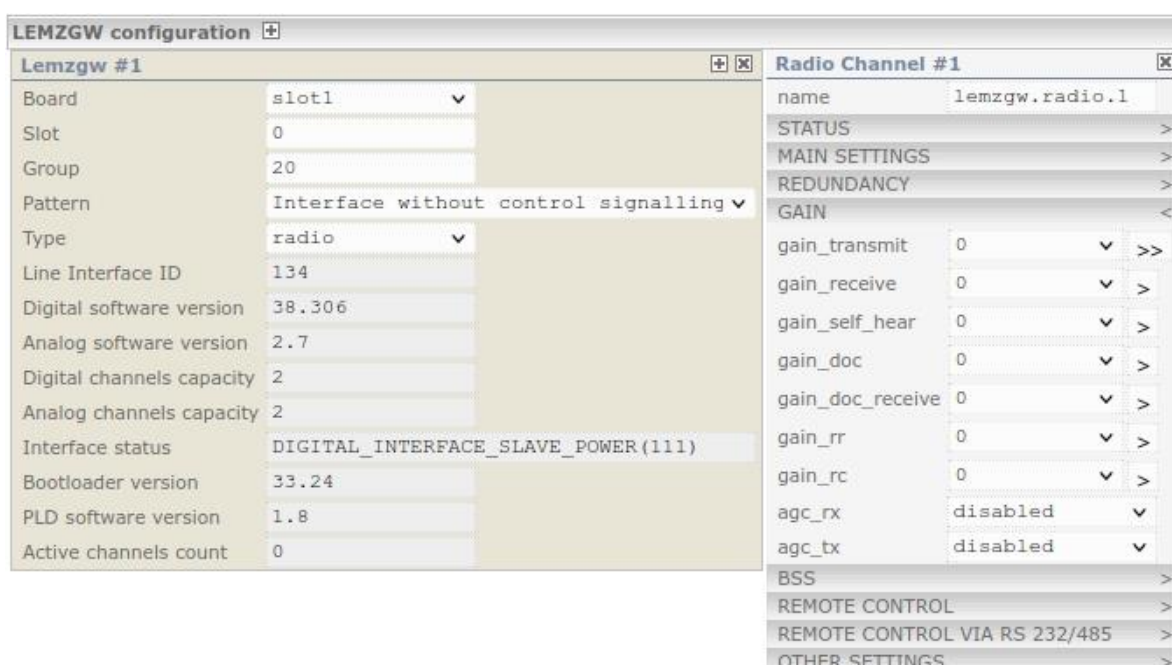 LEMZGW configuration
Lemzgw #1
Board slot1
Slot 0
Group 20
Pattern Interface without control signalling
Type radio
Line Interface ID 134
Digital software version 38.306
Analog software version 2.7
Digital channels capacity 2
Analog channels capacity 2
Interface status DIGITAL_INTERFACE_SLAVE_POWER(111)
Bootloader version 33.24
PLD software version 1.8
Active channels count 0
Radio Channel #1
name lemzgw.radio.1
STATUS >
MAIN SETTINGS >
REDUNDANCY >
GAIN <
gain_transmit 0 >>
gain_receive 0 >
gain_self_hear 0 >
gain_doc 0 >
gain_doc_receive 0 >
gain_rr 0 >
gain_rc 0 >
agc_rx disabled
agc_tx disabled
BSS >
REMOTE CONTROL >
REMOTE CONTROL VIA RS 232/485 >
OTHER SETTINGS >